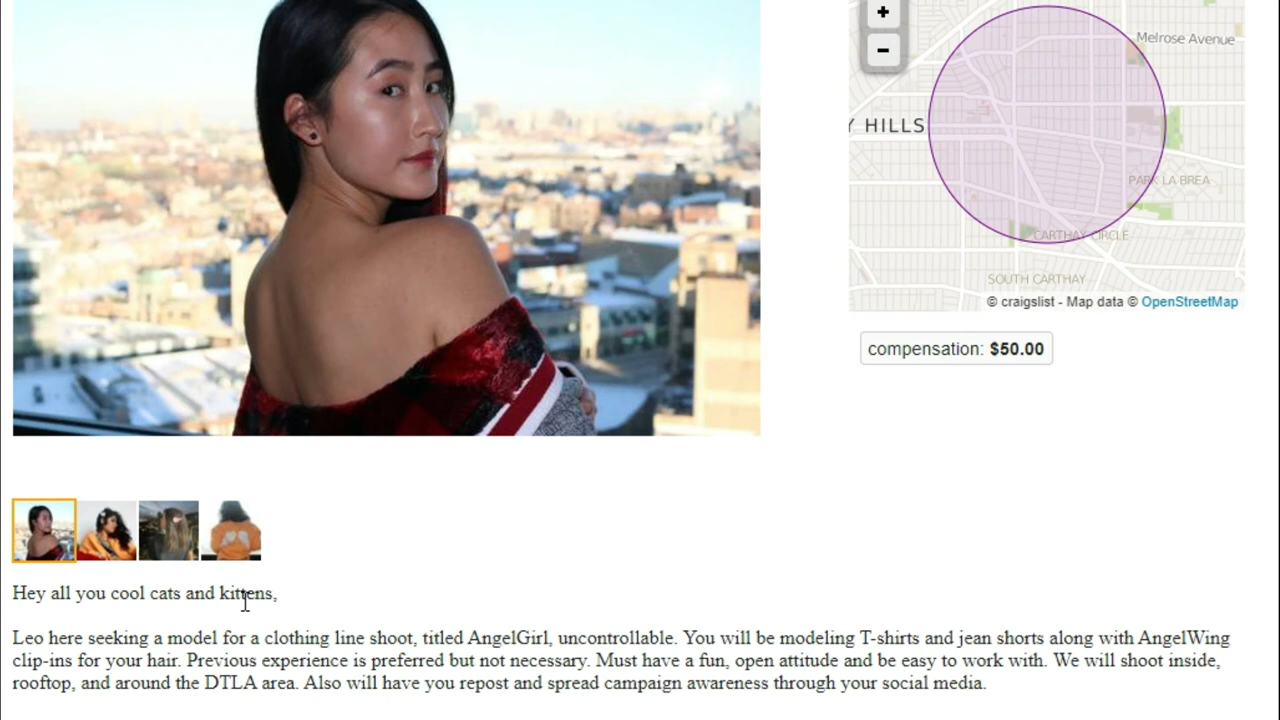 +
Melrose Avenue
−
Y HILLS
PARK LA BREA
CARTHAY CIRCLE
SOUTH CARTHAY
© craigslist - Map data © OpenStreetMap
compensation: $50.00
Hey all you cool cats and kittens,
Leo here seeking a model for a clothing line shoot, titled AngelGirl, uncontrollable. You will be modeling T-shirts and jean shorts along with AngelWing
clip-ins for your hair. Previous experience is preferred but not necessary. Must have a fun, open attitude and be easy to work with. We will shoot inside,
rooftop, and around the DTLA area. Also will have you repost and spread campaign awareness through your social media.